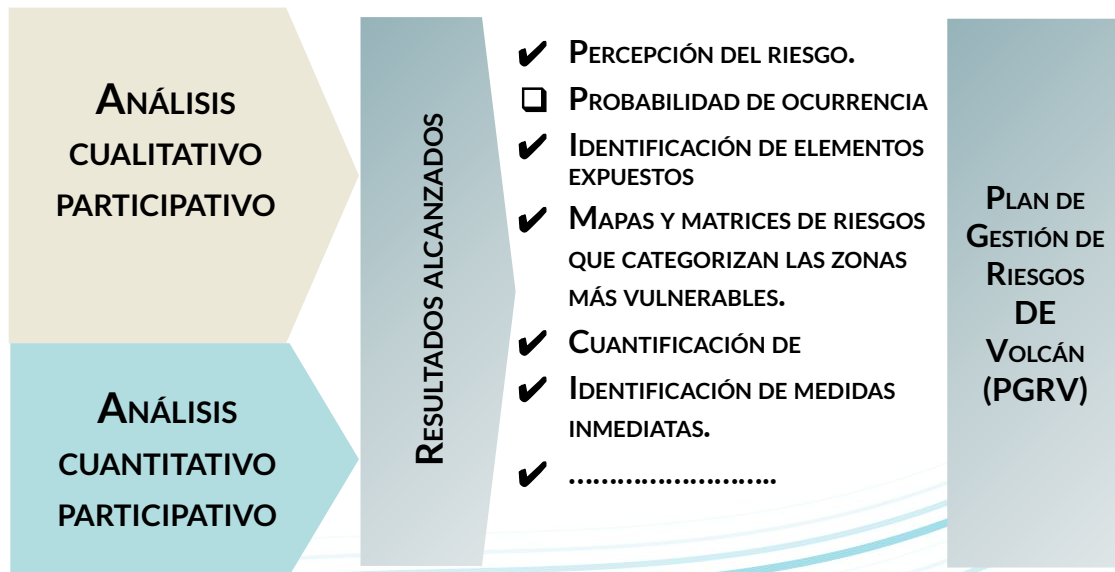 Análisis
cualitativo
participativo
Análisis
cuantitativo
participativo
Resultados alcanzados
✔ Percepción del riesgo.
❑ Probabilidad de ocurrencia
✔ Identificación de elementos
expuestos
✔ Mapas y matrices de riesgos
que categorizan las zonas
más vulnerables.
✔ Cuantificación de
✔ Identificación de medidas
inmediatas.
✔ ……………………..
Plan de
Gestión de
Riesgos
DE
Volcán
(PGRV)